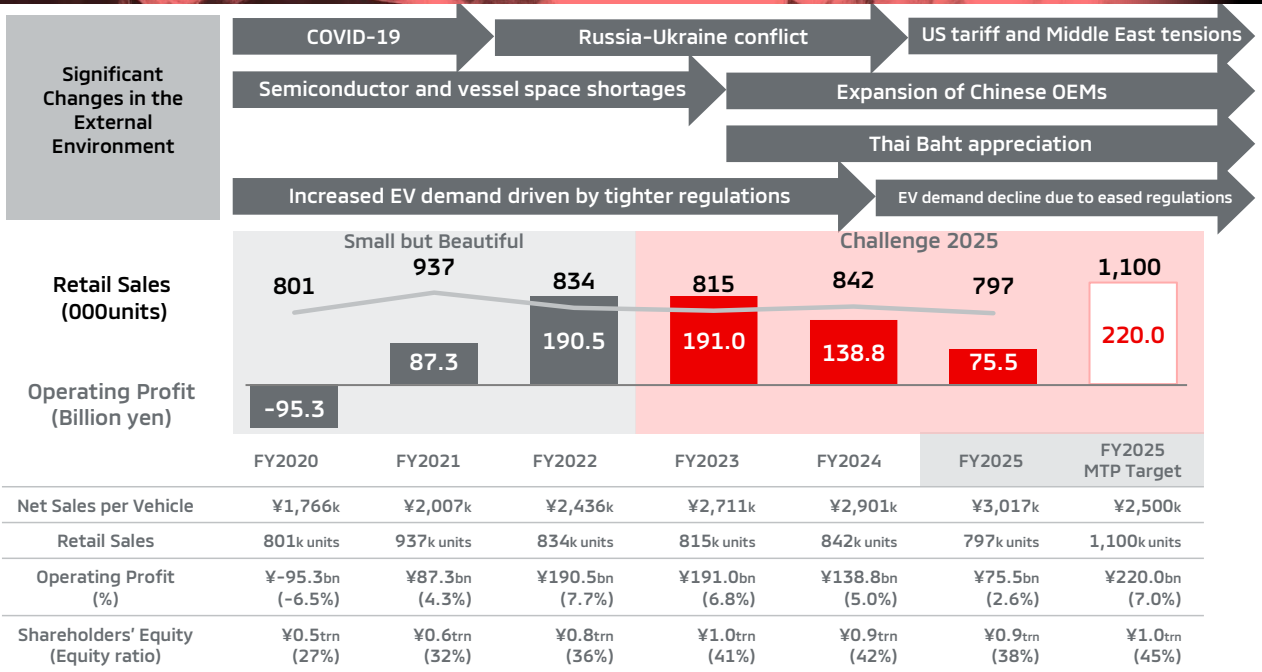 Significant
Changes in the
External
Environment
COVID-19
Russia-Ukraine conflict
US tariff and Middle East tensions
Semiconductor and vessel space shortages
Expansion of Chinese OEMs
Thai Baht appreciation
Increased EV demand driven by tighter regulations
EV demand decline due to eased regulations
Small but Beautiful
Challenge 2025
Retail Sales
(000units)
801
937
834
815
842
797
1,100
Operating Profit
(Billion yen)
-95.3
87.3
190.5
191.0
138.8
75.5
220.0
FY2020 FY2021 FY2022 FY2023 FY2024 FY2025 FY2025
MTP Target
Net Sales per Vehicle ¥1,766k ¥2,007k ¥2,436k ¥2,711k ¥2,901k ¥3,017k ¥2,500k
Retail Sales 801k units 937k units 834k units 815k units 842k units 797k units 1,100k units
Operating Profit ¥-95.3bn ¥87.3bn ¥190.5bn ¥191.0bn ¥138.8bn ¥75.5bn ¥220.0bn
(%) (-6.5%) (4.3%) (7.7%) (6.8%) (5.0%) (2.6%) (7.0%)
Shareholders' Equity ¥0.5trn ¥0.6trn ¥0.8trn ¥1.0trn ¥0.9trn ¥0.9trn ¥1.0trn
(Equity ratio) (27%) (32%) (36%) (41%) (42%) (38%) (45%)